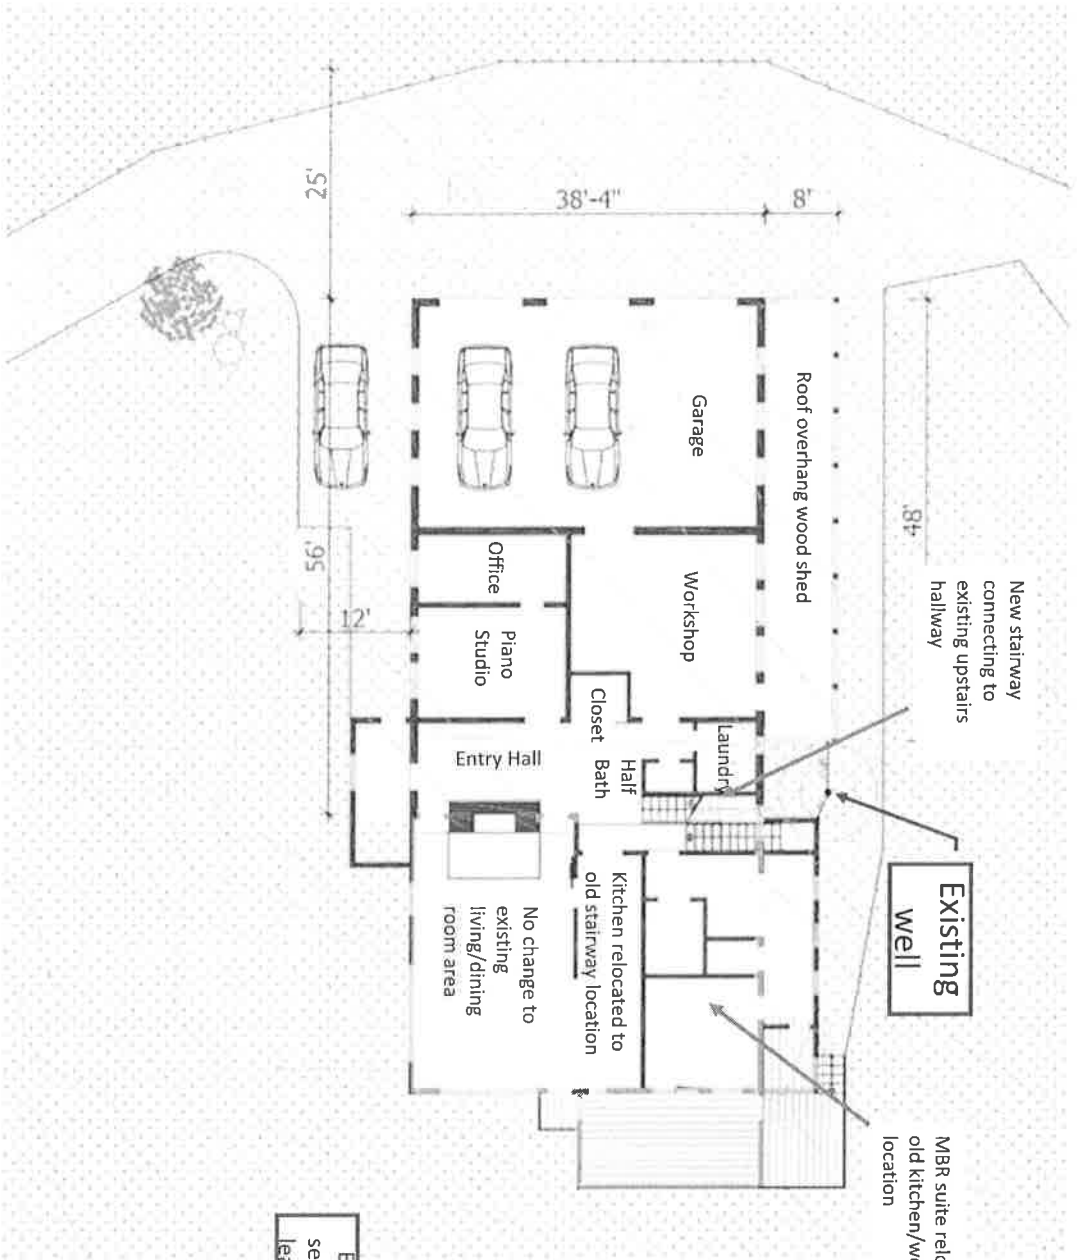 25'
38'-4"
8'
48'
Garage
Roof overhang wood shed
New stairway
connecting to
existing upstairs
hallway
Office
Workshop
56'
12'
Piano
Studio
Closet
Laundry
Entry Hall
Half
Bath
Existing
well
Kitchen relocated to
old stairway location
No change to
existing
living/dining
room area
MBR suite
old
location